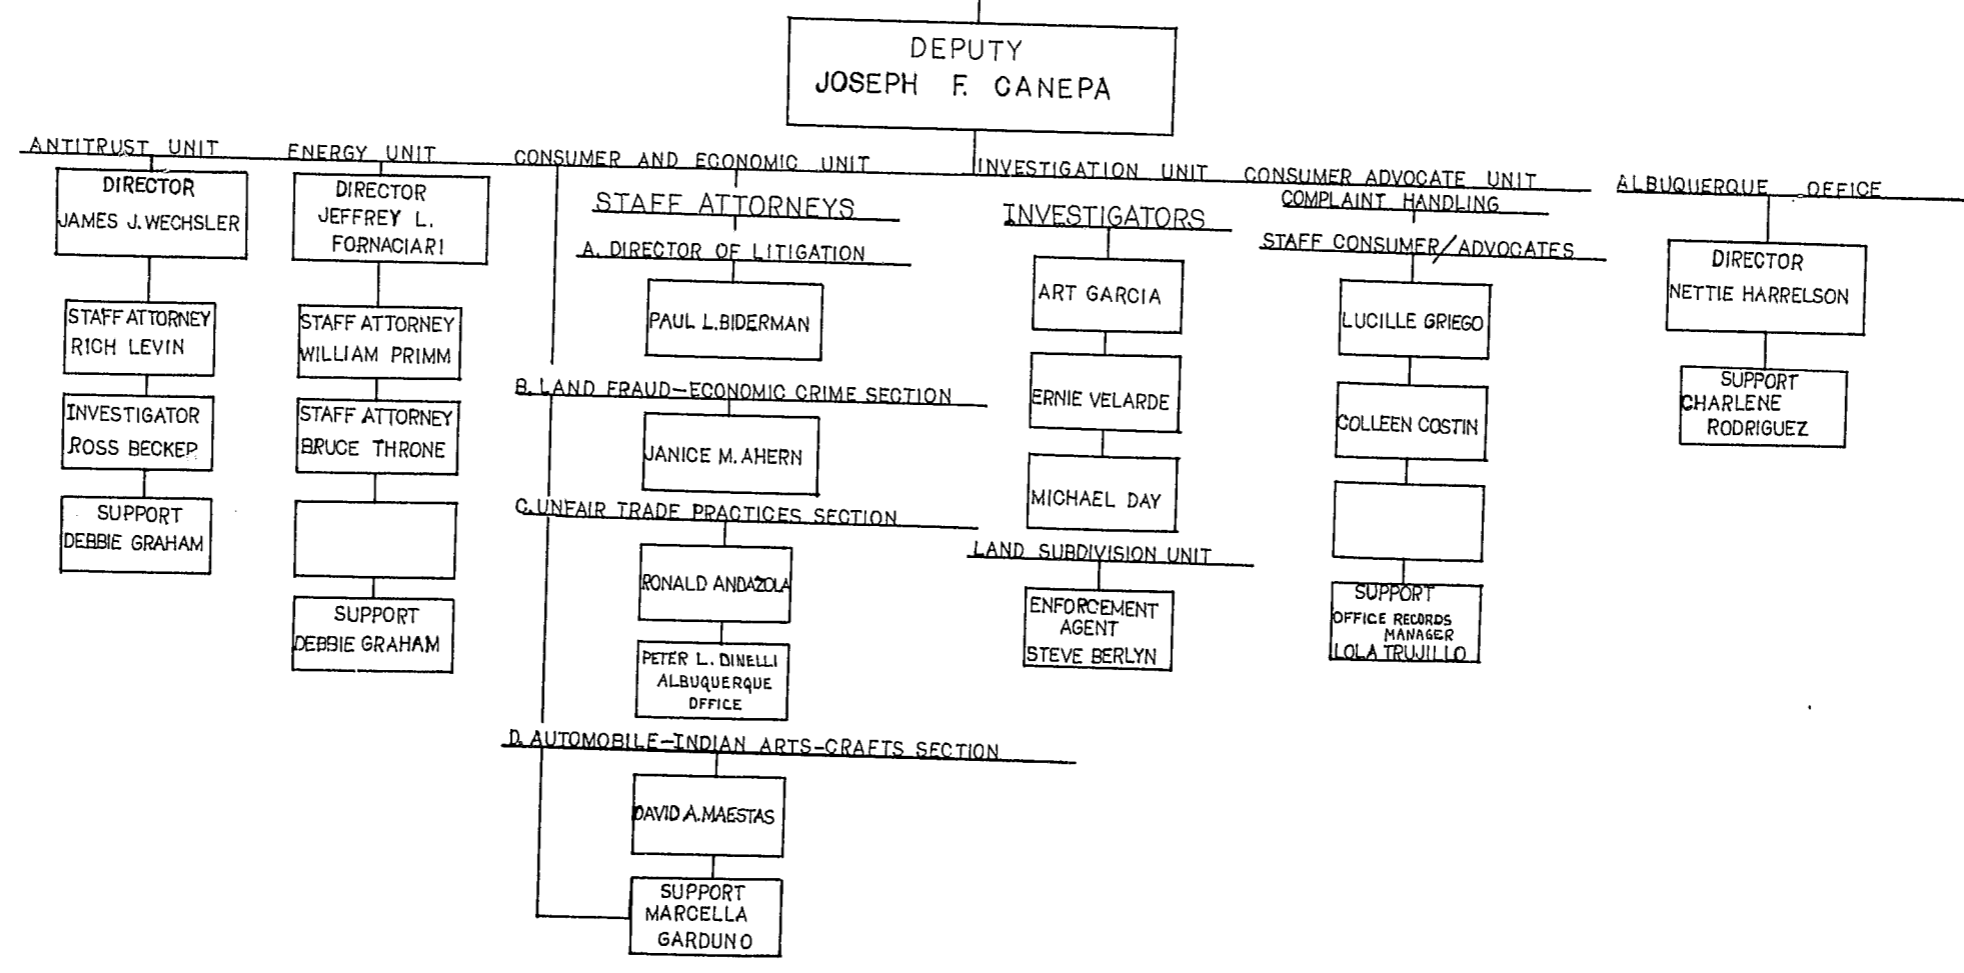 DEPUTY
JOSEPH F. CANEPA
ANTITRUST UNIT
DIRECTOR
JAMES J. WECHSLER
STAFF ATTORNEY
RICH LEVIN
INVESTIGATOR
ROSS BECKER
SUPPORT
DEBBIE GRAHAM
ENERGY UNIT
DIRECTOR
JEFFREY L.
FORNACIARI
STAFF ATTORNEY
WILLIAM PRIMM
STAFF ATTORNEY
BRUCE THRONE
SUPPORT
DEBBIE GRAHAM
CONSUMER AND ECONOMIC UNIT
STAFF ATTORNEYS
A. DIRECTOR OF LITIGATION
PAUL L. BIDERMAN
B. LAND FRAUD-ECONOMIC CRIME SECTION
JANICE M. AHERN
C. UNFAIR TRADE PRACTICES SECTION
RONALD ANDAZOLA
PETER L. DINELLI
ALBUQUERQUE
OFFICE
D. AUTOMOBILE-INDIAN ARTS-CRAFTS SECTION
DAVID A. MAESTAS
SUPPORT
MARCELLA
GARDUNO
INVESTIGATION UNIT
INVESTIGATORS
ART GARCIA
ERNIE VELARDE
MICHAEL DAY
LAND SUBDIVISION UNIT
ENFORCEMENT
AGENT
STEVE BERLYN
CONSUMER ADVOCATE UNIT
COMPLAINT HANDLING
STAFF CONSUMER/ADVOCATES
LUCILLE GRIEGO
COLLEEN COSTIN
SUPPORT
OFFICE RECORDS
MANAGER
LOLA TRUJILLO
ALBUQUERQUE OFFICE
DIRECTOR
NETTIE HARRELSON
SUPPORT
CHARLENE
RODRIGUEZ